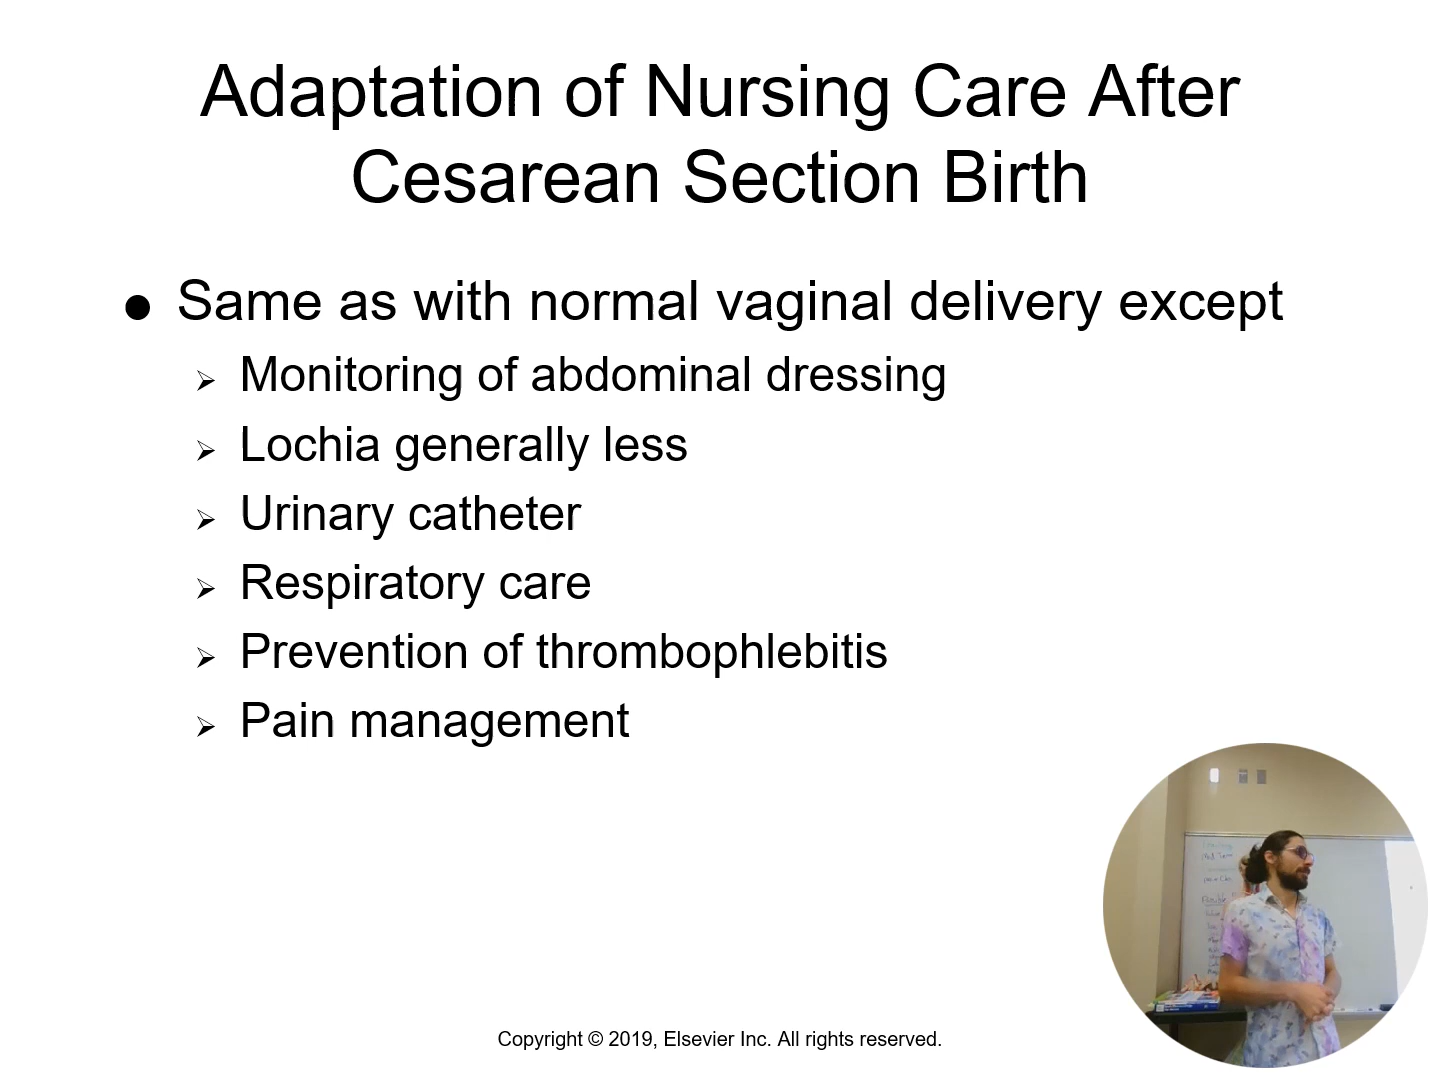 Adaptation of Nursing Care After
Cesarean Section Birth
● Same as with normal vaginal delivery except
➢ Monitoring of abdominal dressing
➢ Lochia generally less
➢ Urinary catheter
➢ Respiratory care
➢ Prevention of thrombophlebitis
➢ Pain management
Copyright © 2019, Elsevier Inc. All rights reserved.